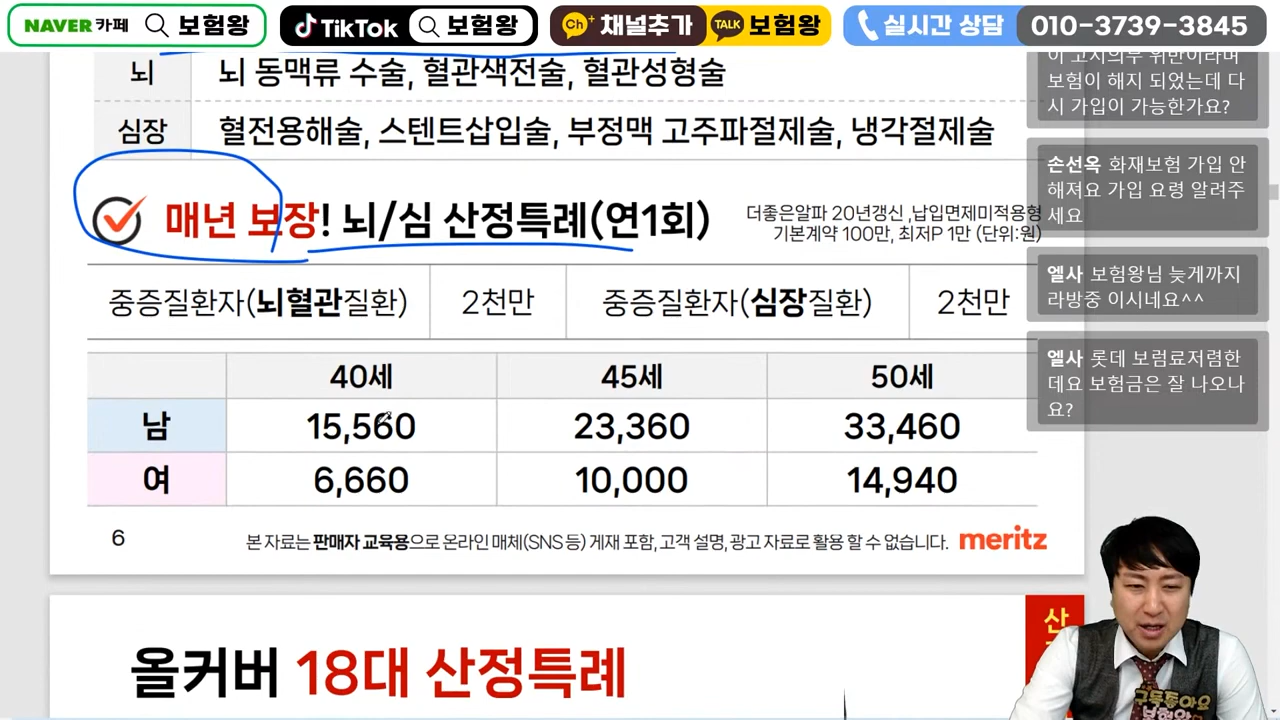 NAVER 카페 보험왕
TikTok 보험왕
Ch+ 채널추가 TALK 보험왕
실시간 상담 010-3739-3845
뇌 뇌 동맥류 수술, 혈관색전술, 혈관성형술
심장 혈전용해술, 스텐트삽입술, 부정맥 고주파절제술, 냉각절제술
매년 보장! 뇌/심 산정특례(연1회)
더좋은알파 20년갱신 ,납입면제미적용형
기본계약 100만, 최저P 1만 (단위:원)
중증질환자(뇌혈관질환) 2천만 중증질환자(심장질환) 2천만
40세 45세 50세
남 15,560 23,360 33,460
여 6,660 10,000 14,940
6
본 자료는 판매자 교육용으로 온라인 매체(SNS 등) 게재 포함, 고객 설명, 광고 자료로 활용 할 수 없습니다.
meritz
올커버 18대 산정특례
산
이 고지의무 위반이라며
보험이 해지 되었는데 다
시 가입이 가능한가요?
손선옥 화재보험 가입 안
해져요 가입 요령 알려주
세요
엘사 보험왕님 늦게까지
라방중 이시네요^^
엘사 롯데 보험료저렴한
데요 보험금은 잘 나오나
요?
구독좋아요
보험왕